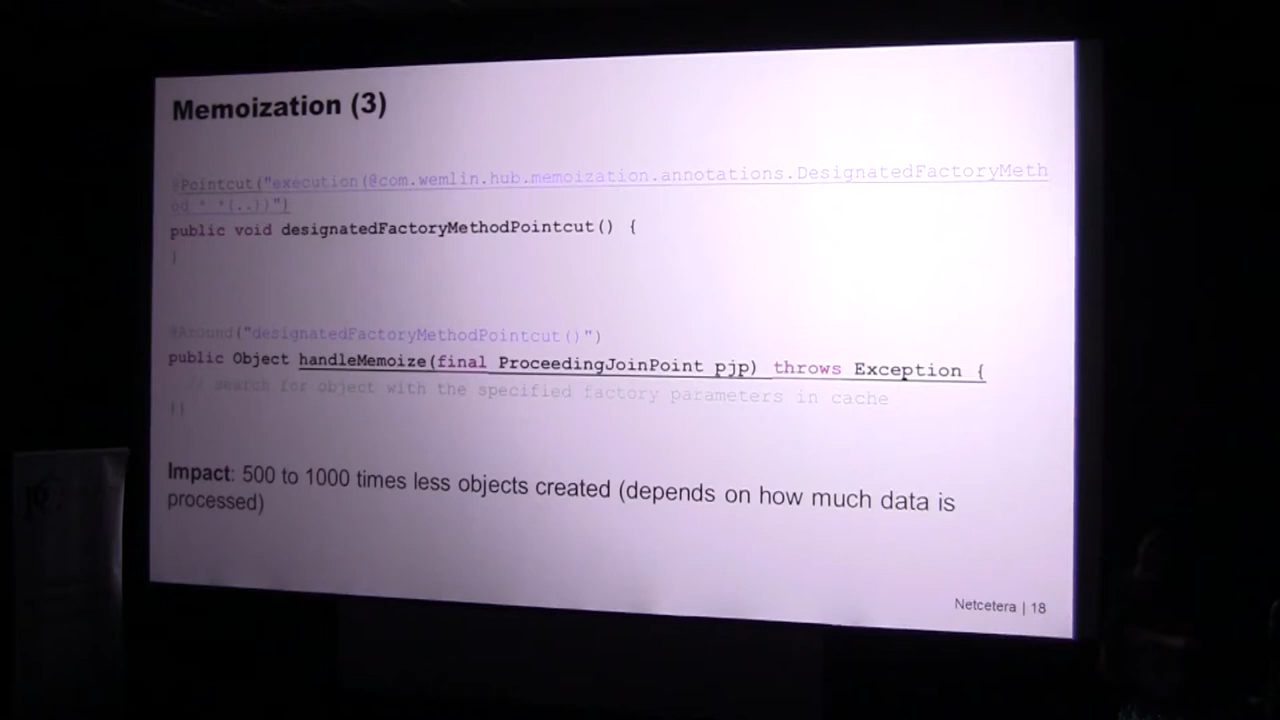 Memoization (3)
@Pointcut("execution(@com.wemlin.hub.memoization.annotations.DesignatedFactoryMeth
od * *(..))")
public void designatedFactoryMethodPointcut() {
}
@Around("designatedFactoryMethodPointcut()")
public Object handleMemoize(final ProceedingJoinPoint pjp) throws Exception {
// search for object with the specified factory parameters in cache
}}
Impact: 500 to 1000 times less objects created (depends on how much data is
processed)
Netcetera | 18